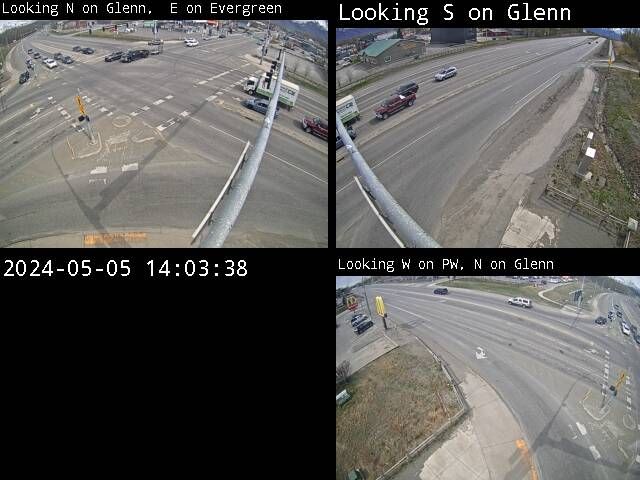 Looking N on Glenn,  E on Evergreen
Looking S on Glenn
2024-05-05 14:03:38
Looking W on PW, N on Glenn